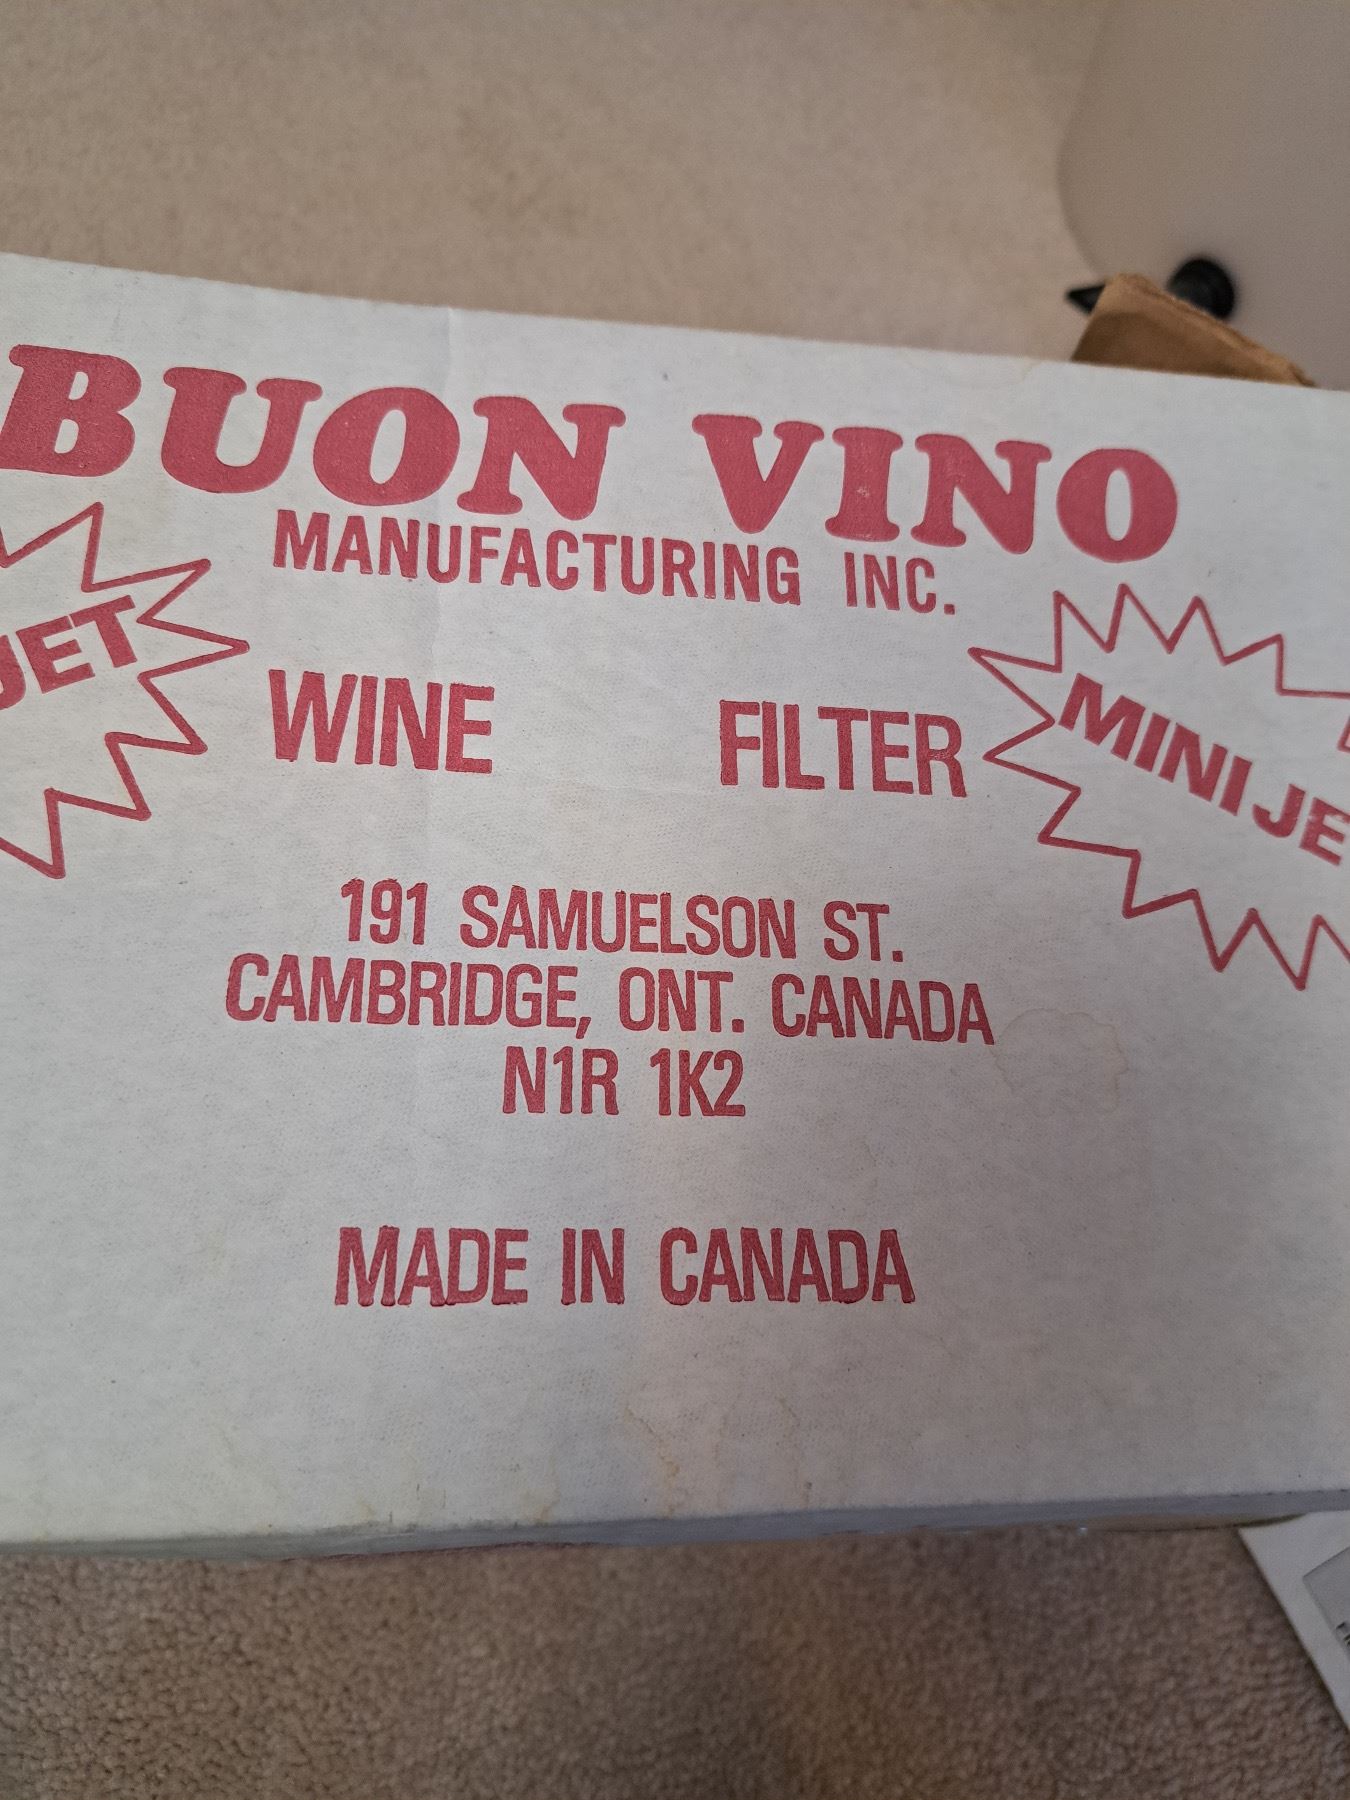 BUON VINO
MANUFACTURING INC.
JET
WINE FILTER
MINI JE
191 SAMUELSON ST.
CAMBRIDGE, ONT. CANADA
N1R 1K2
MADE IN CANADA